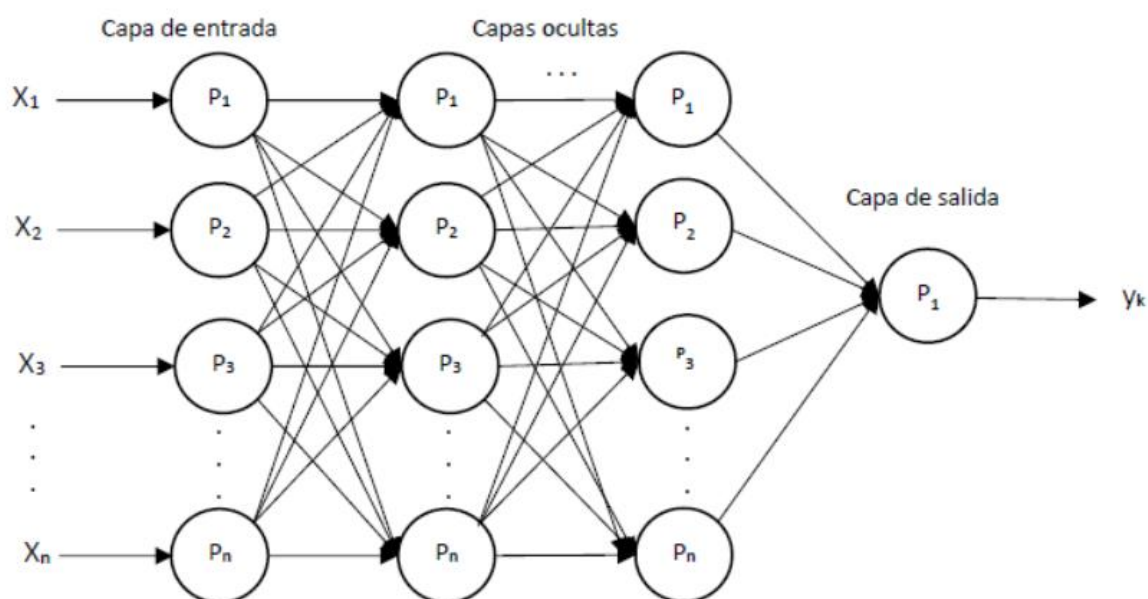 Capa de entrada Capas ocultas
. . .
X₁ P₁ P₁ P₁
Capa de salida
X₂ P₂ P₂ P₂
P₁ yₖ
X₃ P₃ P₃ P₃
. . . .
. . . .
. . . .
Xₙ Pₙ Pₙ Pₙ